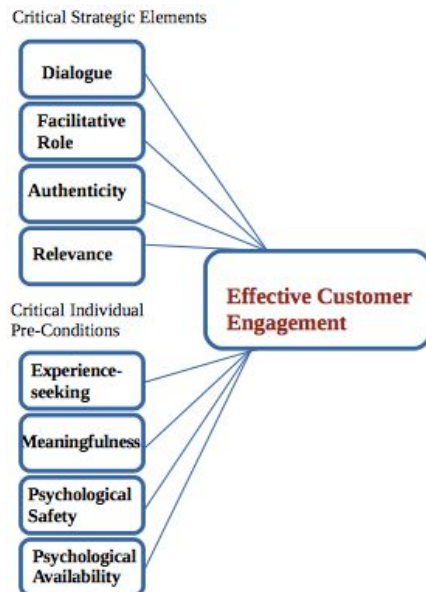 Critical Strategic Elements
Dialogue
Facilitative
Role
Authenticity
Relevance
Effective Customer
Engagement
Critical Individual
Pre-Conditions
Experience-
seeking
Meaningfulness
Psychological
Safety
Psychological
Availability